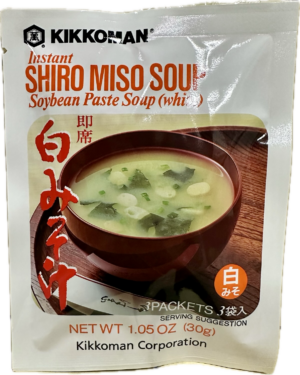 KIKKOMAN®
Instant
SHIRO MISO SOUP
Soybean Paste Soup (white)
即席
白みそ汁
白
みそ
3 PACKETS 3袋入
SERVING SUGGESTION
NET WT 1.05 OZ (30g)
Kikkoman Corporation